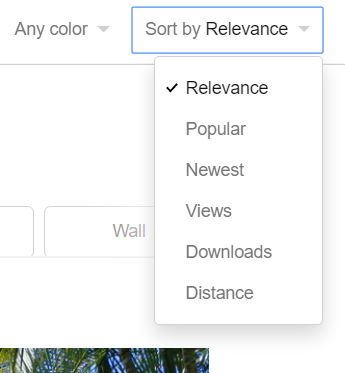 Any color
Sort by Relevance
Relevance
Popular
Newest
Views
Wall
Downloads
Distance